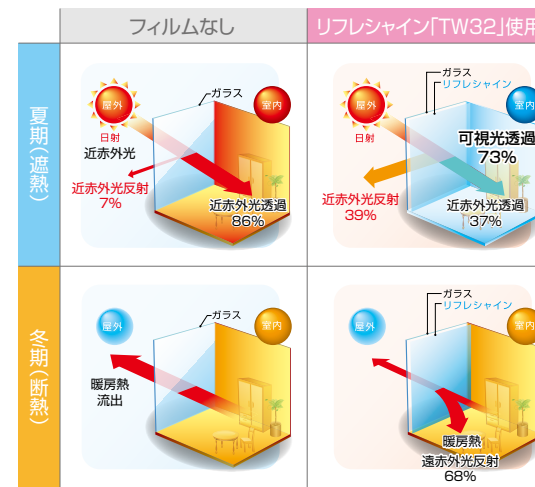 フィルムなし
リフレシャイン「TW32」使用
夏期(遮熱)
屋外
日射
近赤外光
ガラス
室内
近赤外光反射
7%
近赤外光透過
86%
屋外
日射
ガラス
リフレシャイン
室内
可視光透過
73%
近赤外光反射
39%
近赤外光透過
37%
冬期(断熱)
屋外
ガラス
室内
暖房熱
流出
屋外
ガラス
リフレシャイン
室内
暖房熱
遠赤外光反射
68%